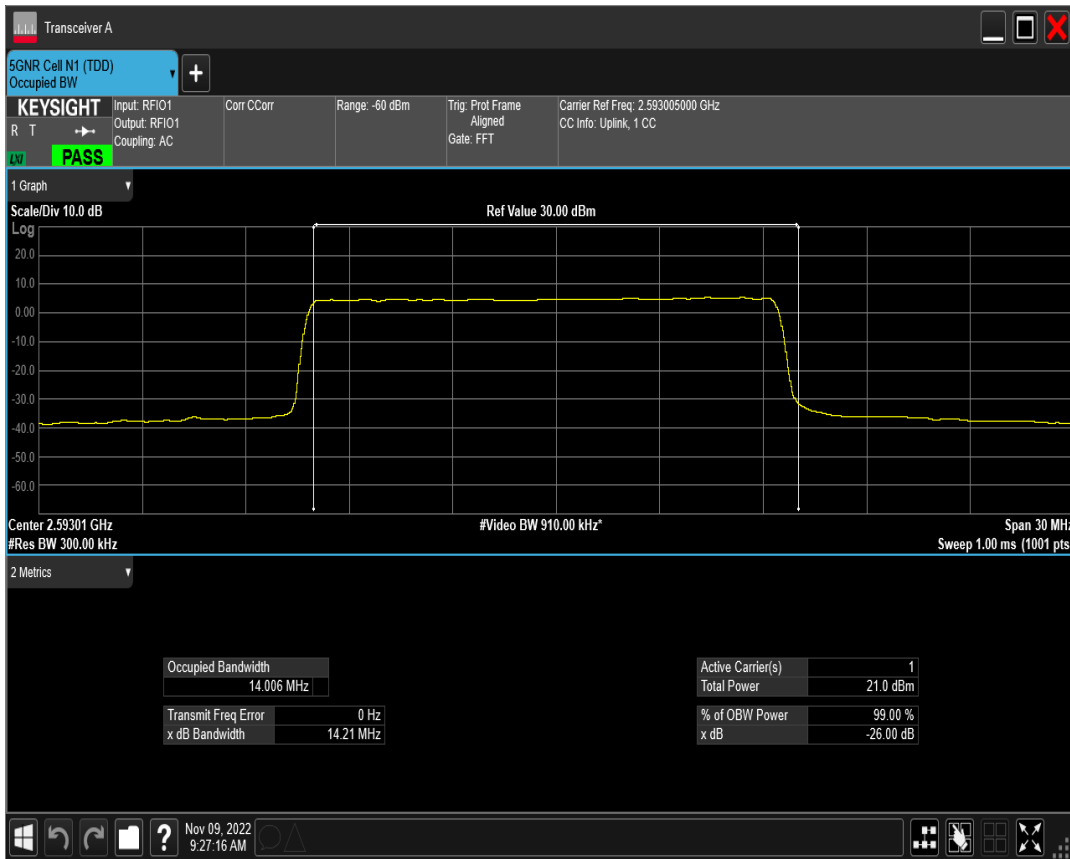 Transceiver A
5GNR Cell N1 (TDD)
Occupied BW
+
KEYSIGHT
R T
LXI
PASS
Input: RFIO1
Output: RFIO1
Coupling: AC
Corr CCorr
Range: -60 dBm
Trig: Prot Frame
Aligned
Gate: FFT
Carrier Ref Freq: 2.593005000 GHz
CC Info: Uplink, 1 CC
1 Graph
Scale/Div 10.0 dB
Ref Value 30.00 dBm
Log
20.0
10.0
0.00
-10.0
-20.0
-30.0
-40.0
-50.0
-60.0
Center 2.59301 GHz
#Video BW 910.00 kHz*
Span 30 MHz
#Res BW 300.00 kHz
Sweep 1.00 ms (1001 pts
2 Metrics
Occupied Bandwidth
14.006 MHz
Transmit Freq Error 0 Hz
x dB Bandwidth 14.21 MHz
Active Carrier(s) 1
Total Power 21.0 dBm
% of OBW Power 99.00 %
x dB -26.00 dB
?
Nov 09, 2022
9:27:16 AM